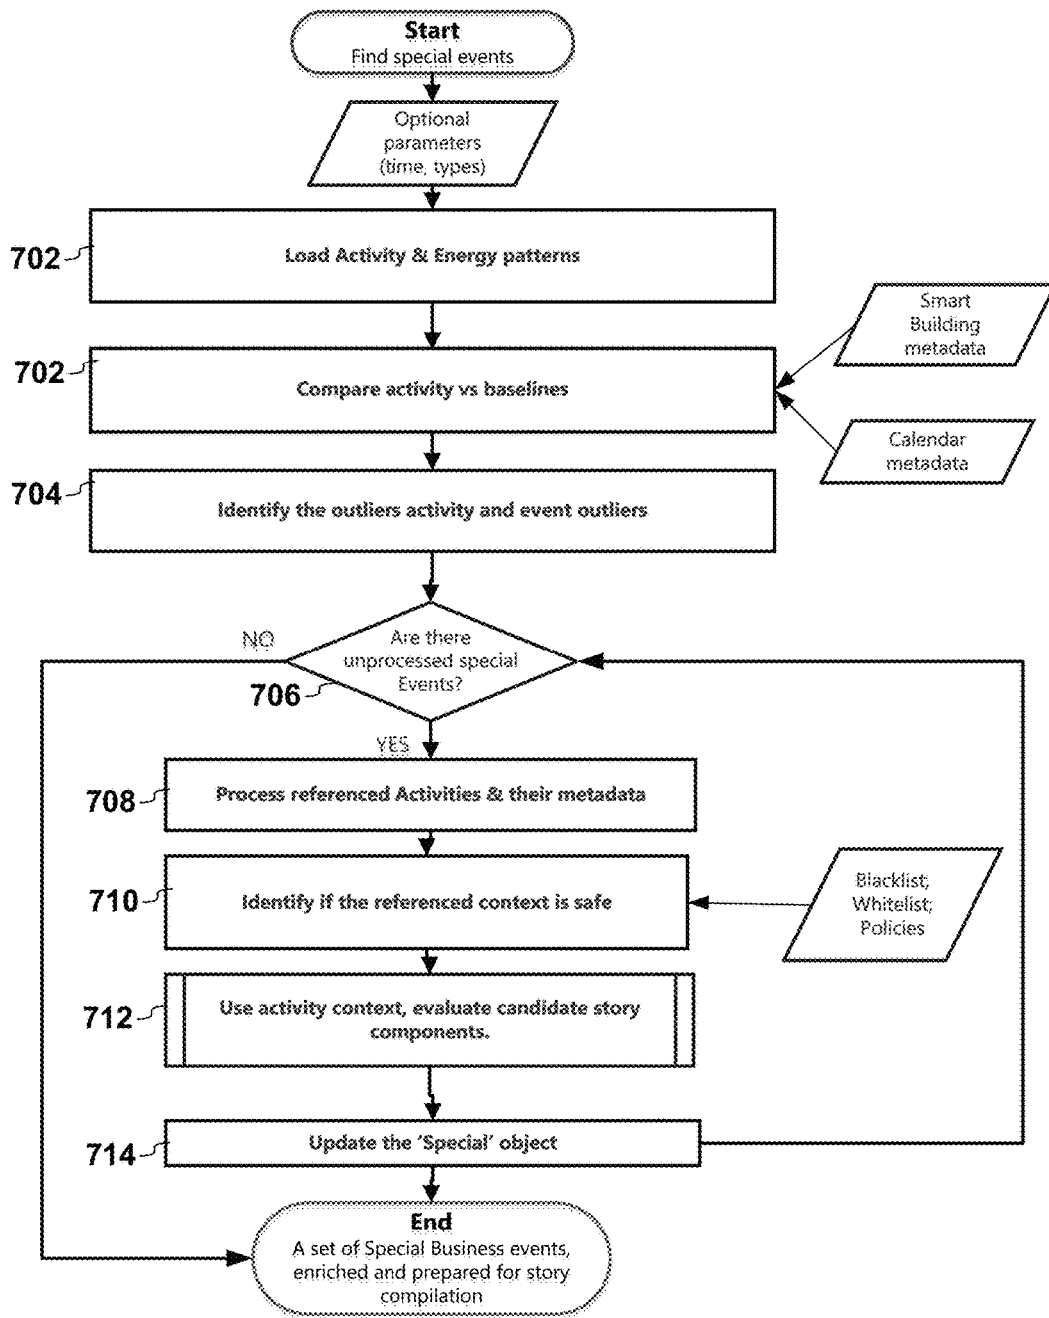 Start
Find special events
Optional
parameters
(time, types)
702
Load Activity & Energy patterns
Smart
Building
metadata
702
Compare activity vs baselines
Calendar
metadata
704
Identify the outliers activity and event outliers
NO
Are there
unprocessed special
Events?
706
YES
708
Process referenced Activities & their metadata
710
Identify if the referenced context is safe
Blacklist;
Whitelist;
Policies
712
Use activity context, evaluate candidate story
components.
714
Update the 'Special' object
End
A set of Special Business events,
enriched and prepared for story
compilation